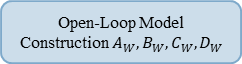 Open-Loop Model
Construction A_W, B_W, C_W, D_W